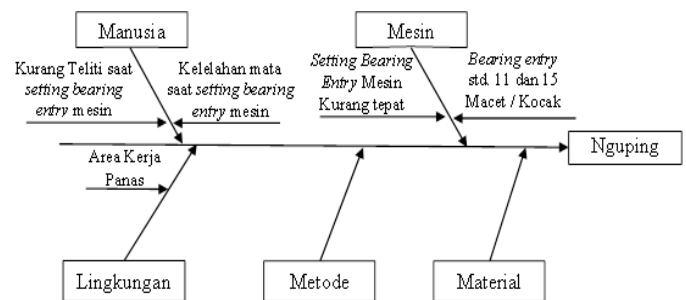 Manusia
Mesin
Kurang Teliti saat
setting bearing
entry mesin
Kelelahan mata
saat setting bearing
entry mesin
Setting Bearing
Entry Mesin
Kurang tepat
Bearing entry
std. 11 dan 15
Macet / Kocak
Nguping
Area Kerja
Panas
Lingkungan
Metode
Material